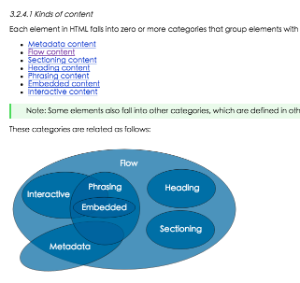 3.2.4.1 Kinds of content
Each element in HTML falls into zero or more categories that group elements with
Metadata content
Flow content
Sectioning content
Heading content
Phrasing content
Embedded content
Interactive content
Note: Some elements also fall into other categories, which are defined in oth
These categories are related as follows:
Flow
Interactive
Phrasing
Heading
Embedded
Sectioning
Metadata